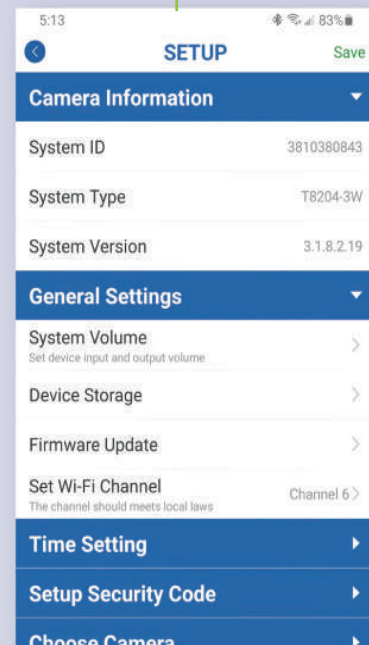 5:13 83%
SETUP Save
Camera Information
System ID 3810380843
System Type T8204-3W
System Version 3.1.8.2.19
General Settings
System Volume
Set device input and output volume
Device Storage
Firmware Update
Set Wi-Fi Channel Channel 6
The channel should meets local laws
Time Setting
Setup Security Code
Choose Camera